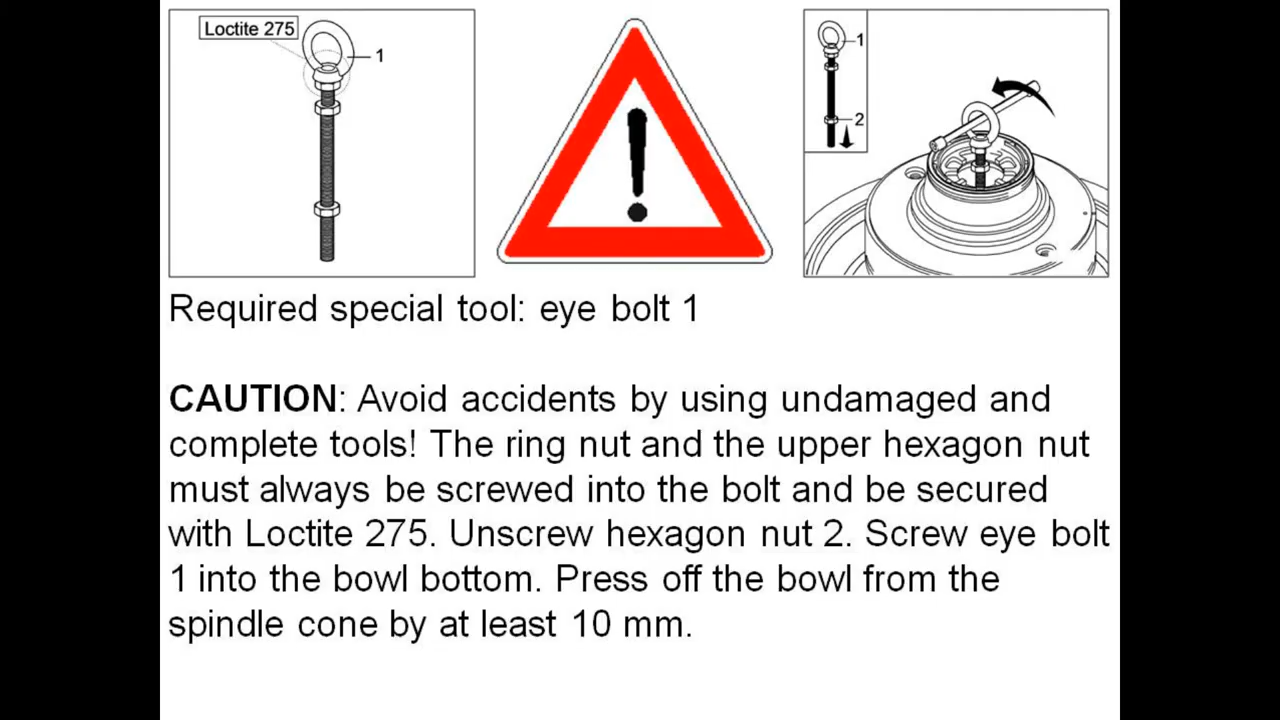 Loctite 275
1
1
2
Required special tool: eye bolt 1
CAUTION: Avoid accidents by using undamaged and
complete tools! The ring nut and the upper hexagon nut
must always be screwed into the bolt and be secured
with Loctite 275. Unscrew hexagon nut 2. Screw eye bolt
1 into the bowl bottom. Press off the bowl from the
spindle cone by at least 10 mm.